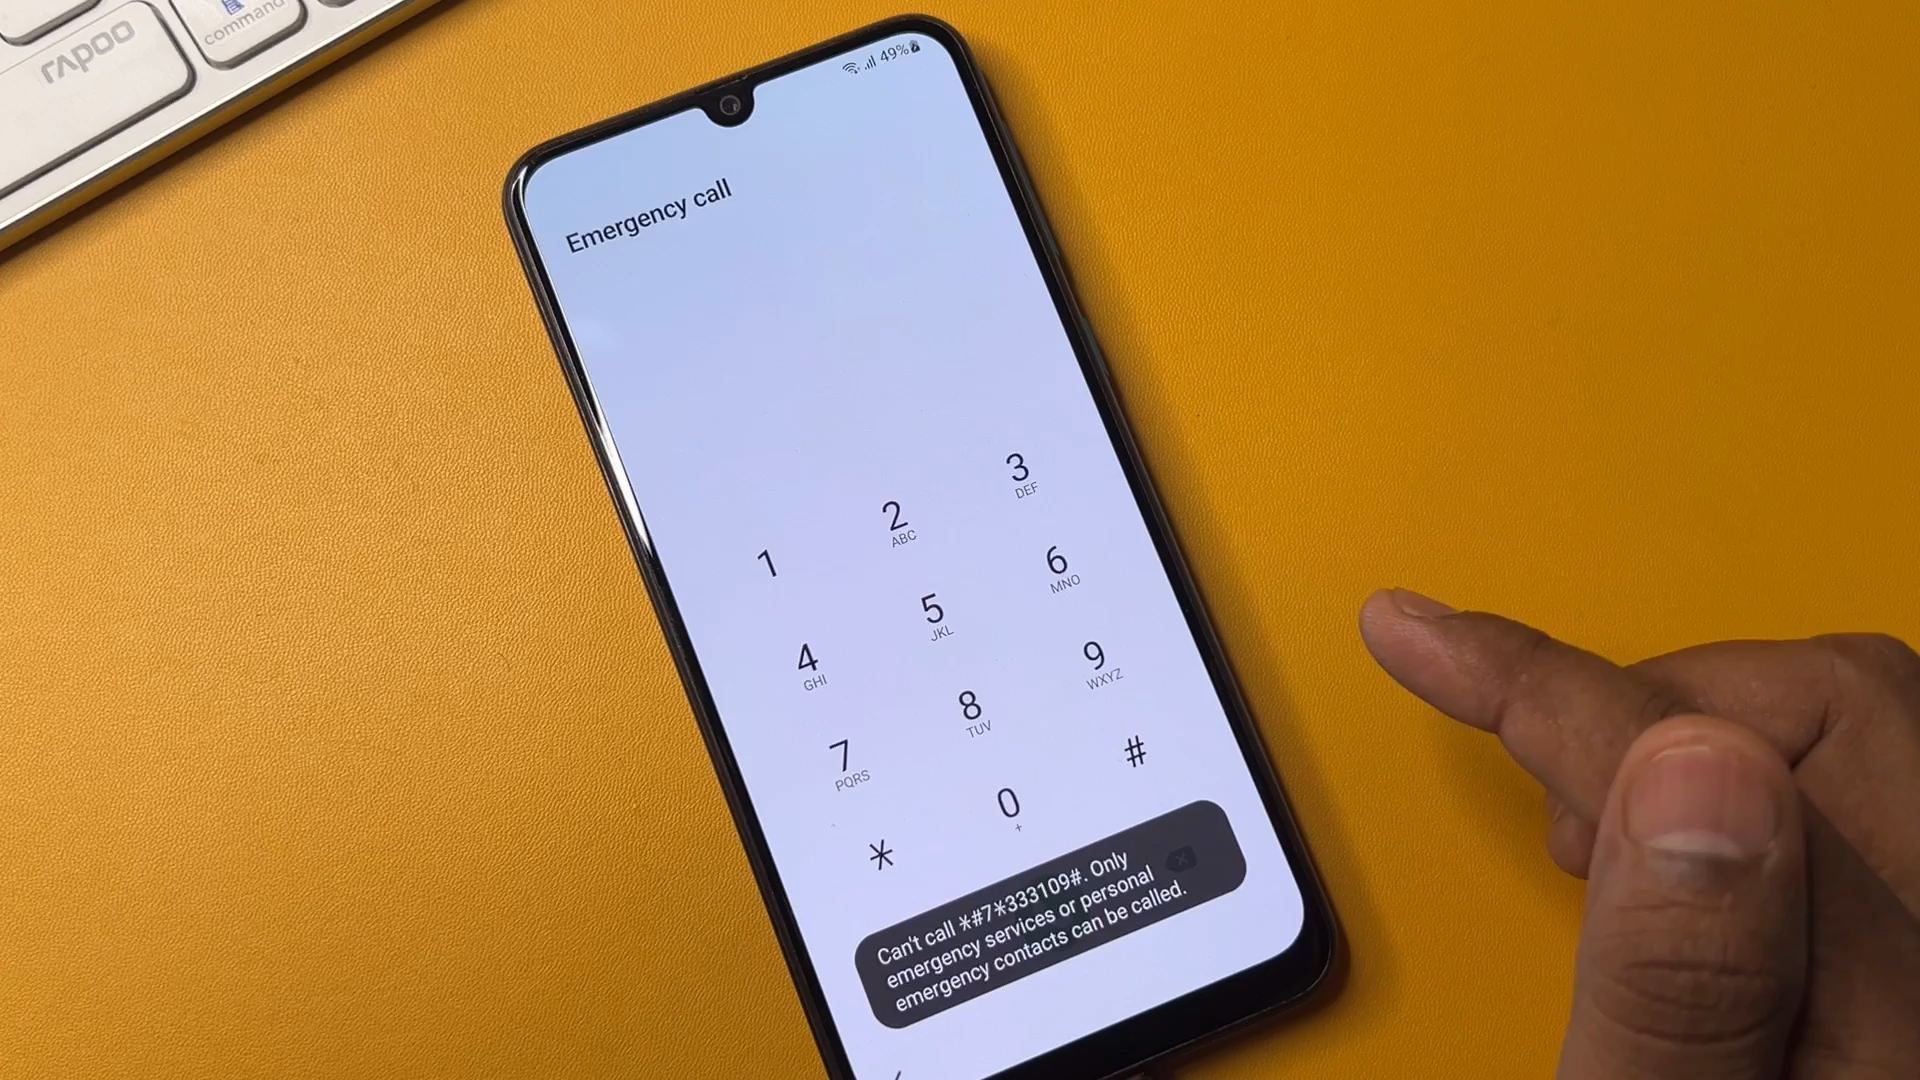 rapoo
command
49%
Emergency call
1
2
ABC
3
DEF
4
GHI
5
JKL
6
MNO
7
PQRS
8
TUV
9
WXYZ
*
0
+
#
Can't call *#7*333109#. Only
emergency services or personal
emergency contacts can be called.